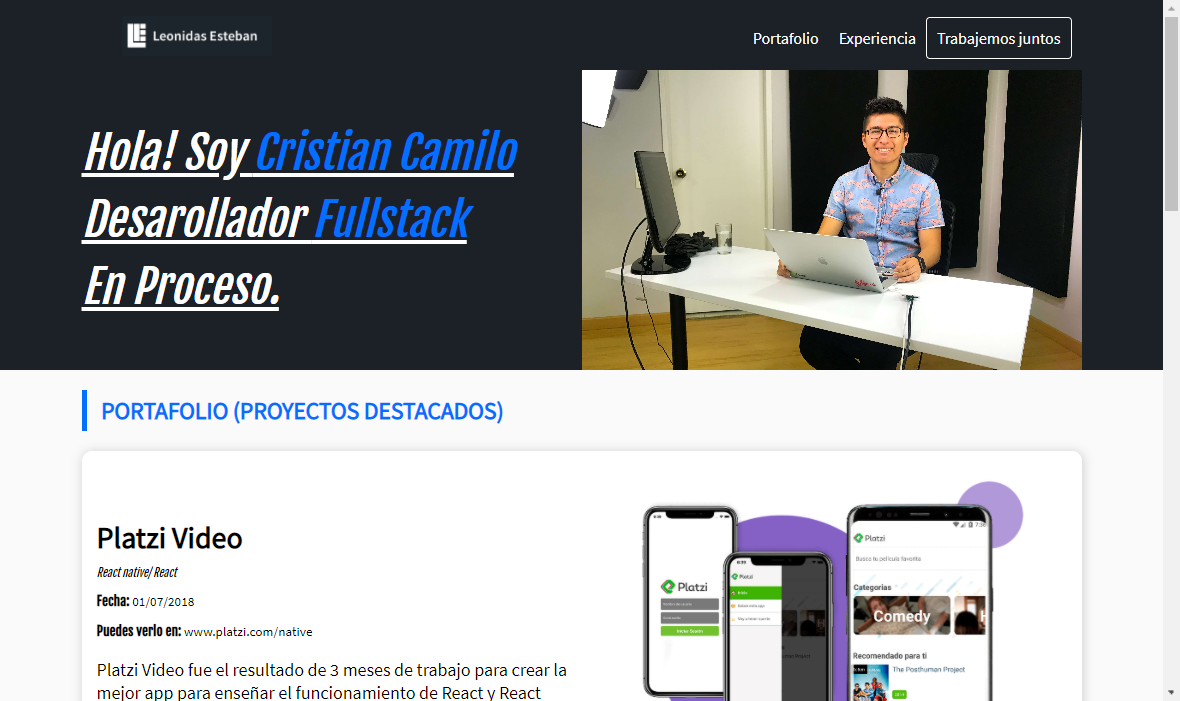 Leonidas Esteban
Portafolio
Experiencia
Trabajemos juntos
Hola! Soy Cristian Camilo
Desarollador Fullstack
En Proceso.
PORTAFOLIO (PROYECTOS DESTACADOS)
Platzi Video
React native/ React
Fecha: 01/07/2018
Puedes verlo en: www.platzi.com/native
Platzi Video fue el resultado de 3 meses de trabajo para crear la
mejor app para enseñar el funcionamiento de React y React
Platzi
Iniciar Sesión
Platzi
Platzi
Busca tu película favorita
Categorias
Comedy
Recomendado para ti
The Posthuman Project